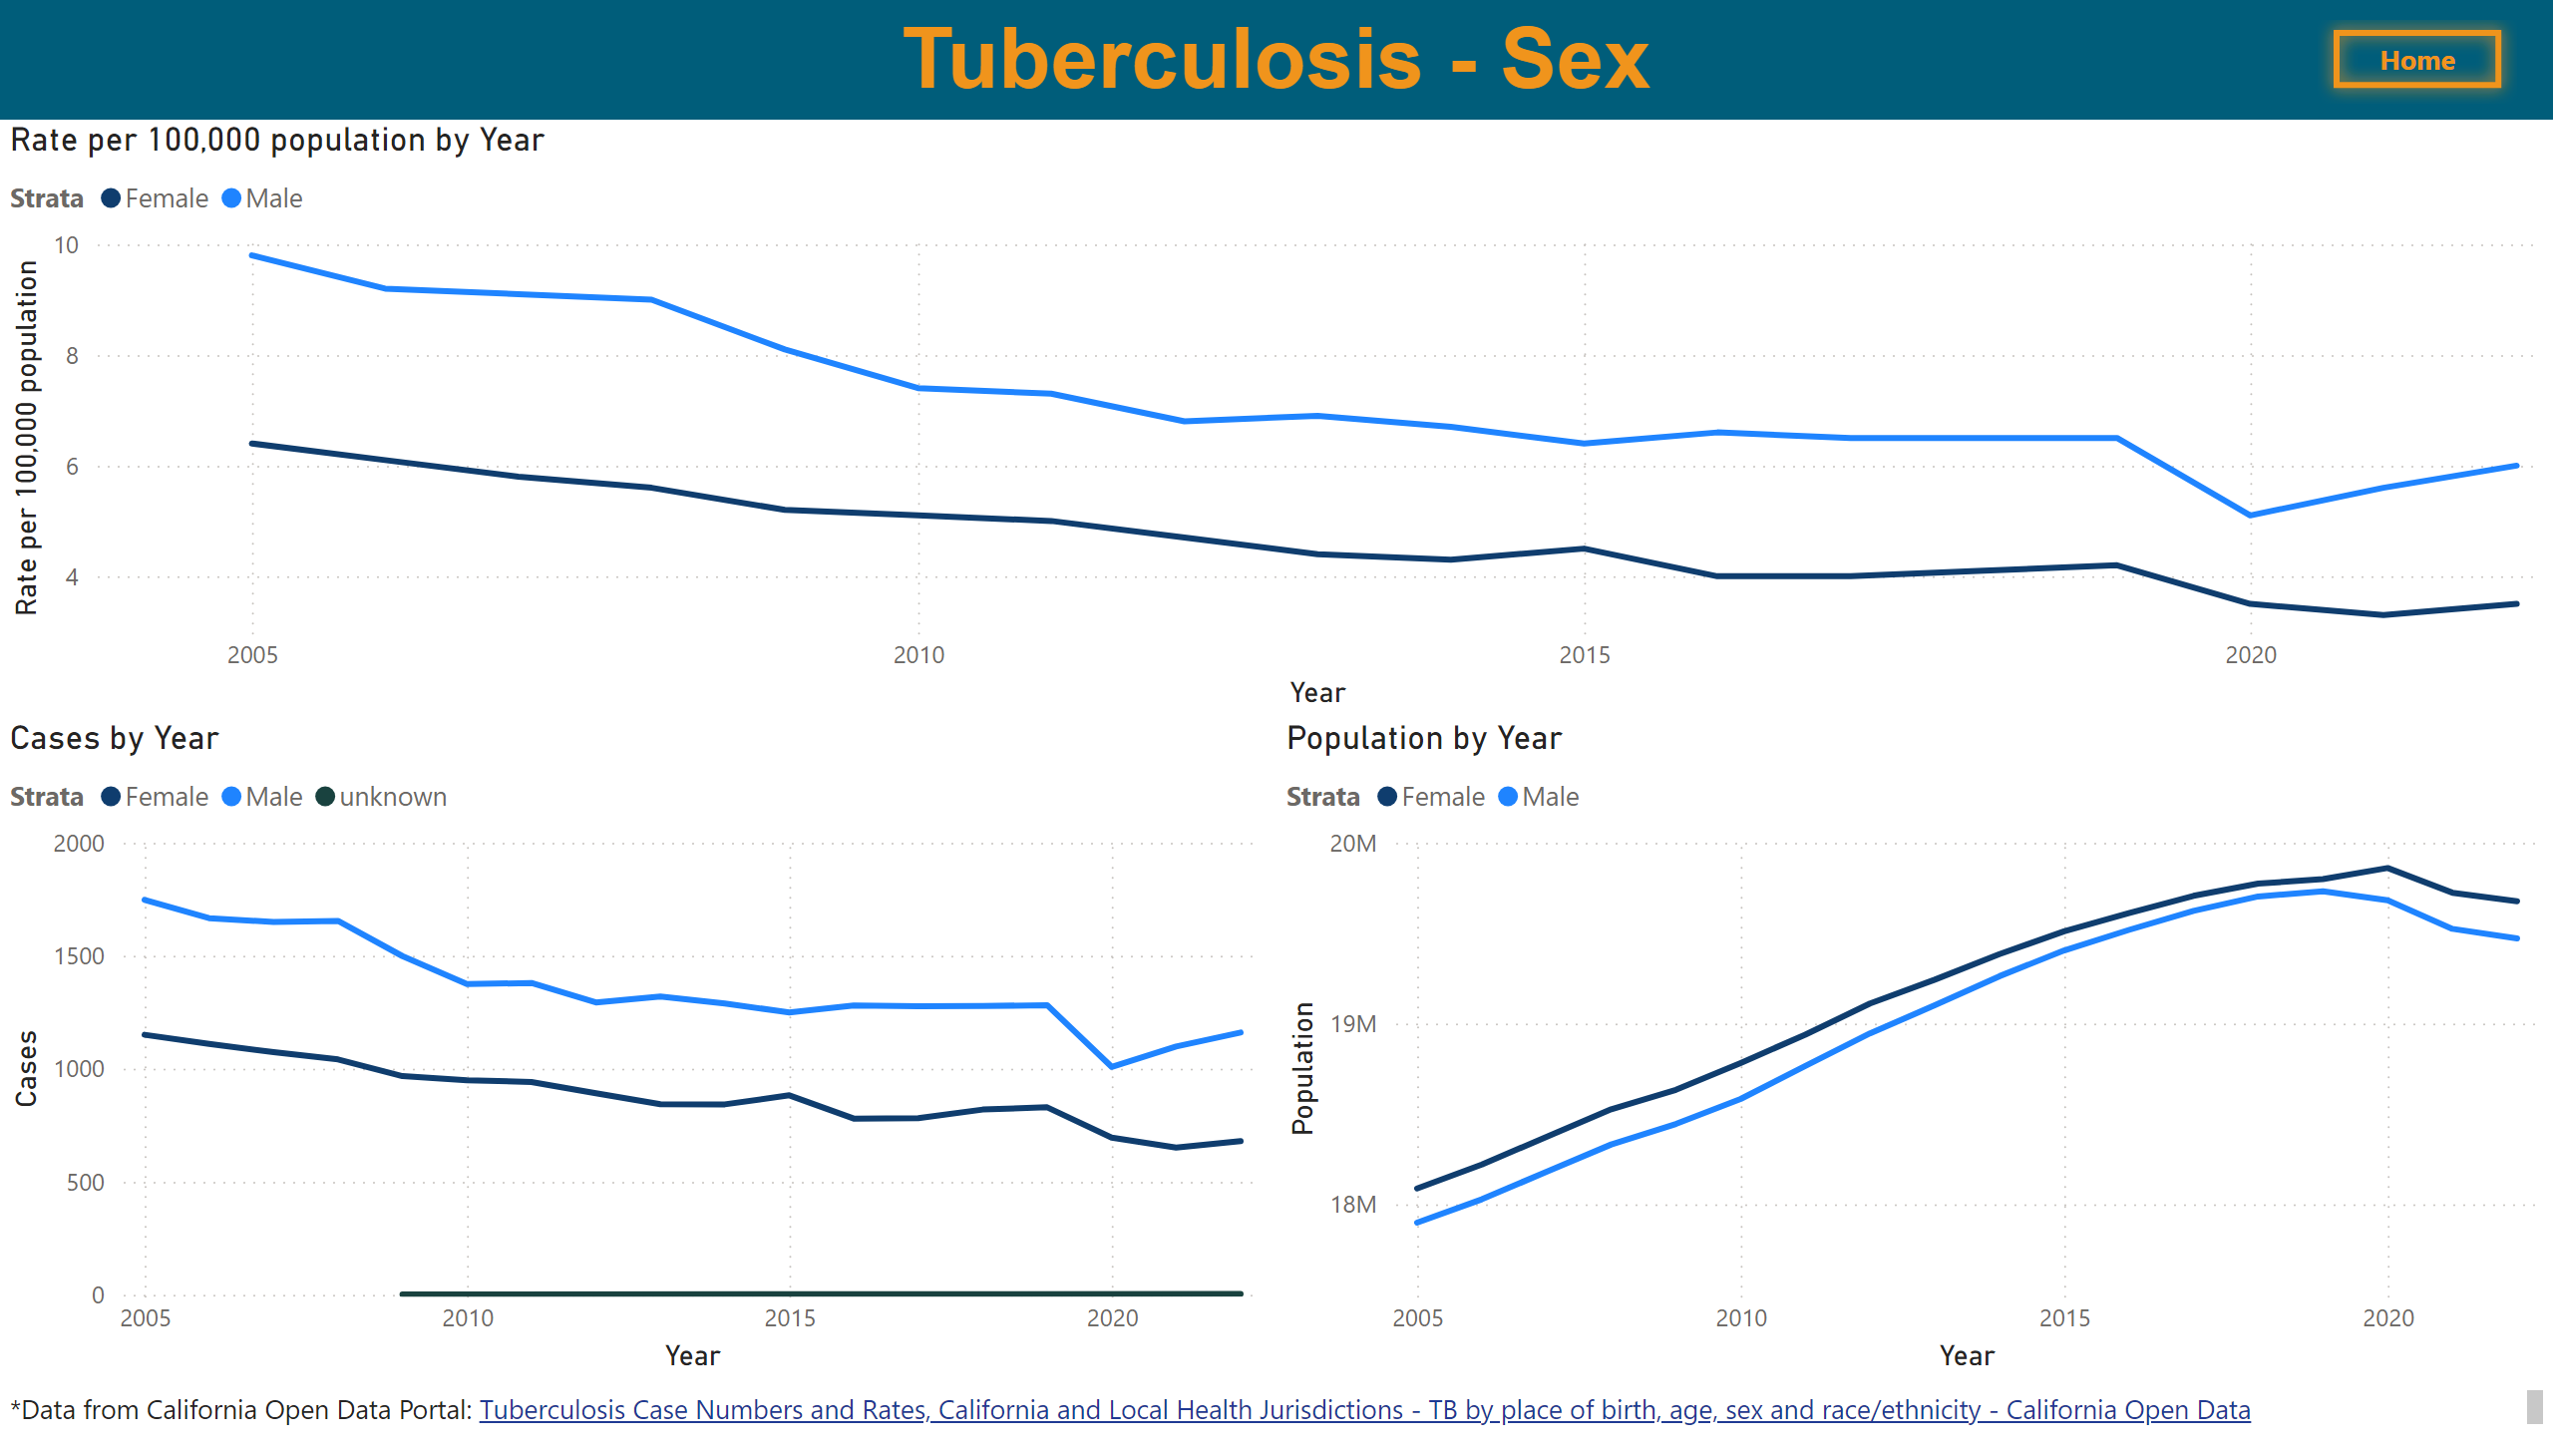 Tuberculosis - Sex
Home
Rate per 100,000 population by Year
Strata Female Male
Rate per 100,000 population
10
8
6
4
2005 2010 2015 2020
Year
Cases by Year
Strata Female Male unknown
Cases
2000
1500
1000
500
0
2005 2010 2015 2020
Year
Population by Year
Strata Female Male
Population
20M
19M
18M
2005 2010 2015 2020
Year
*Data from California Open Data Portal: Tuberculosis Case Numbers and Rates, California and Local Health Jurisdictions - TB by place of birth, age, sex and race/ethnicity - California Open Data